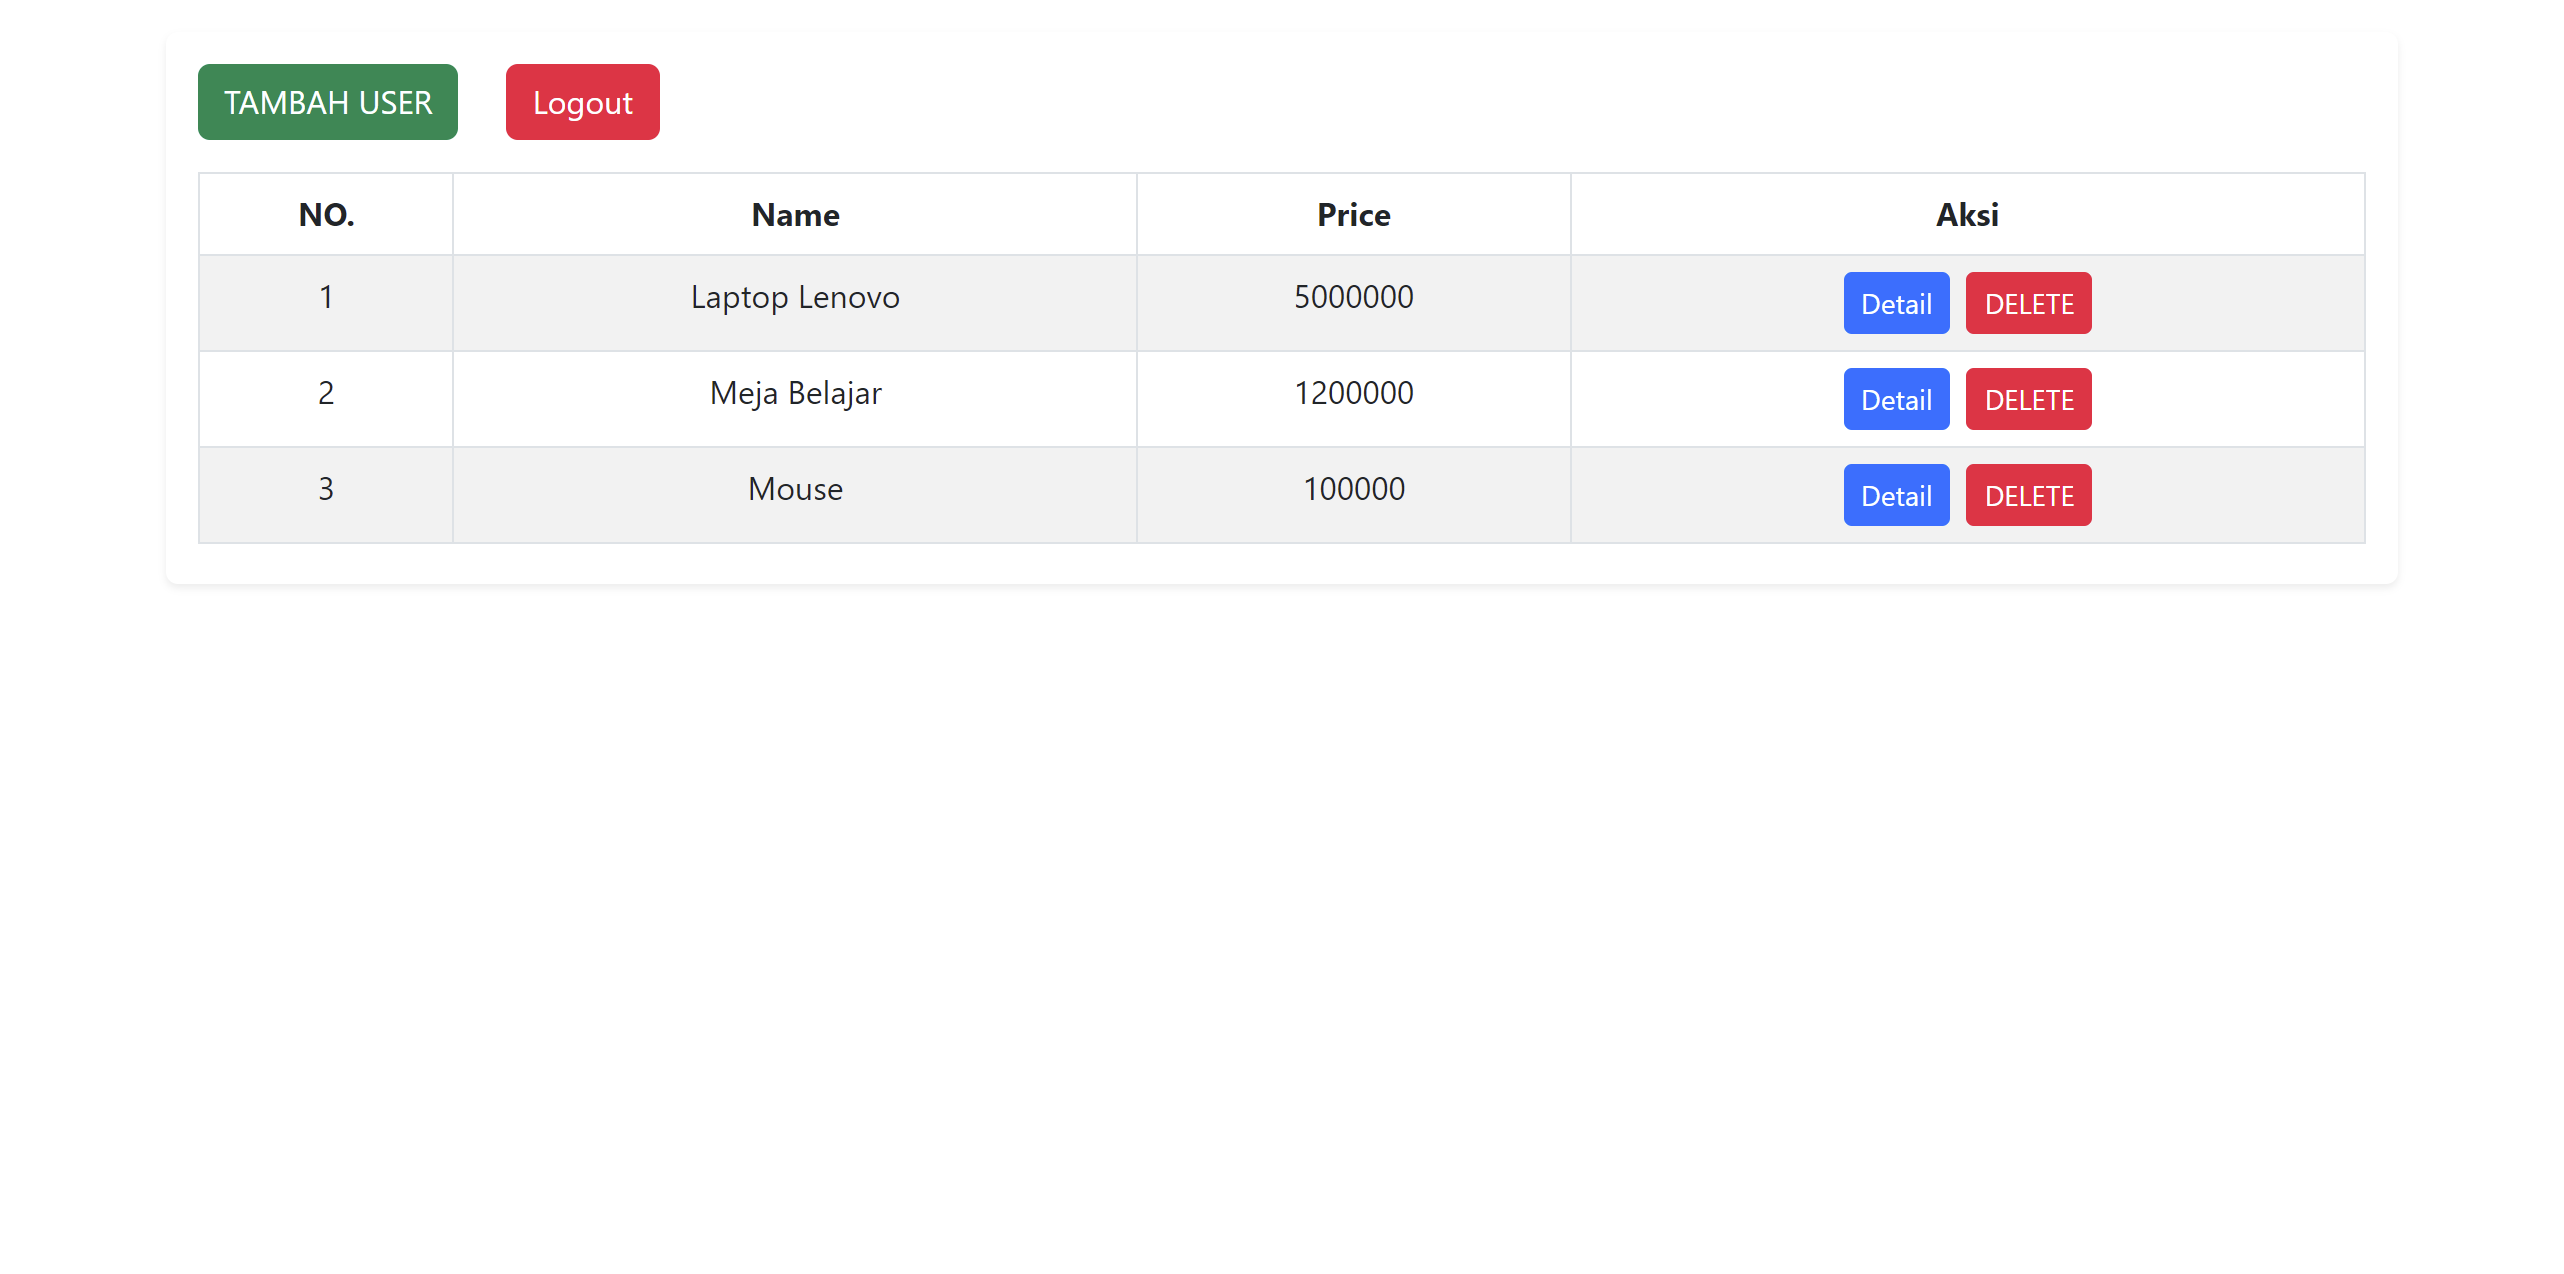 TAMBAH USER Logout
NO. Name Price Aksi
1 Laptop Lenovo 5000000 Detail DELETE
2 Meja Belajar 1200000 Detail DELETE
3 Mouse 100000 Detail DELETE